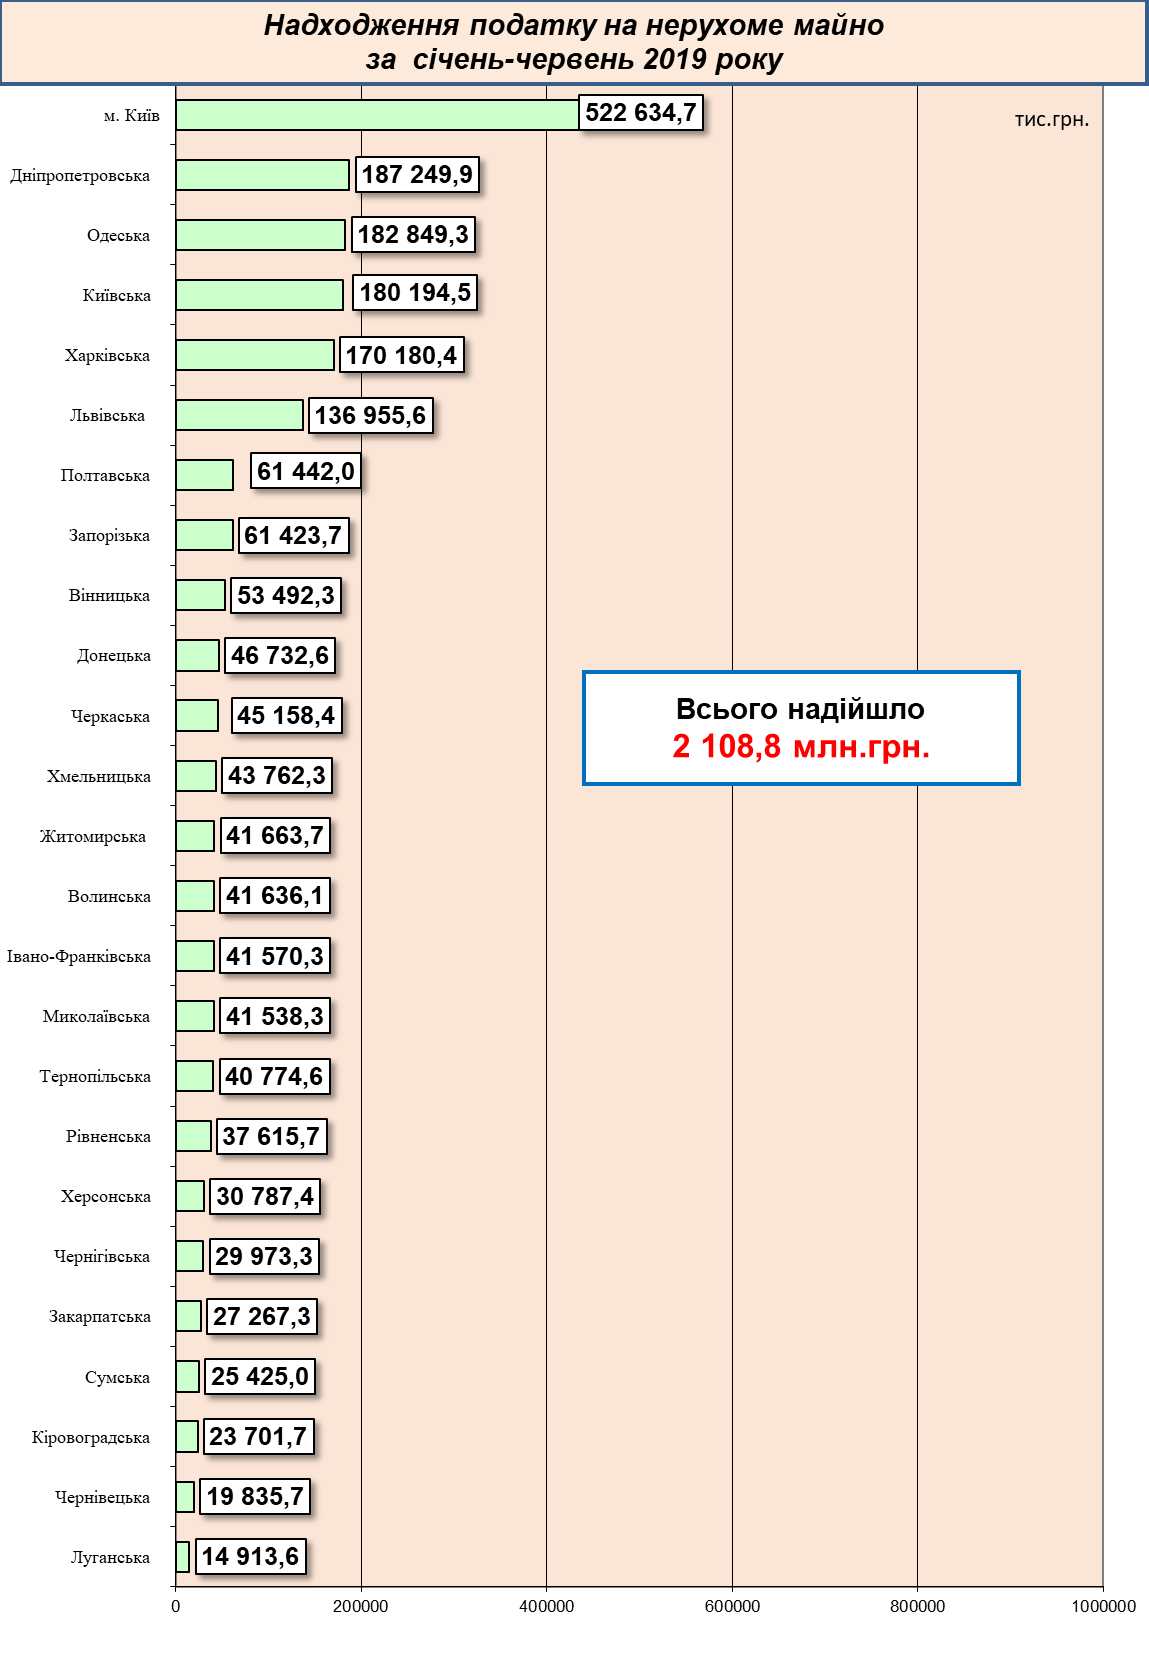 Надходження податку на нерухоме майно
за січень-червень 2019 року
тис.грн.
м. Київ 522 634,7
Дніпропетровська 187 249,9
Одеська 182 849,3
Київська 180 194,5
Харківська 170 180,4
Львівська 136 955,6
Полтавська 61 442,0
Запорізька 61 423,7
Вінницька 53 492,3
Донецька 46 732,6
Черкаська 45 158,4
Хмельницька 43 762,3
Житомирська 41 663,7
Волинська 41 636,1
Івано-Франківська 41 570,3
Миколаївська 41 538,3
Тернопільська 40 774,6
Рівненська 37 615,7
Херсонська 30 787,4
Чернігівська 29 973,3
Закарпатська 27 267,3
Сумська 25 425,0
Кіровоградська 23 701,7
Чернівецька 19 835,7
Луганська 14 913,6
Всього надійшло
2 108,8 млн.грн.
0 200000 400000 600000 800000 1000000